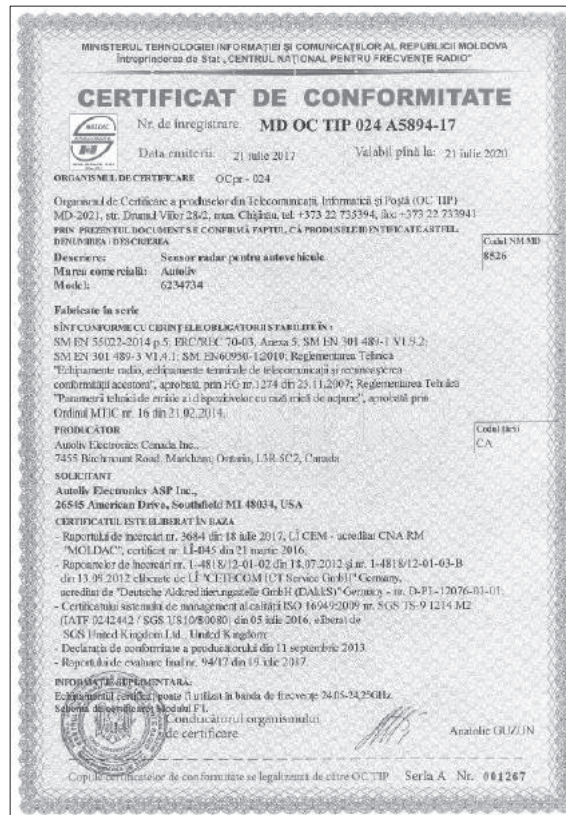 MINISTERUL TEHNOLOGIEI INFORMAȚIEI ȘI COMUNICAȚIILOR AL REPUBLICII MOLDOVA
Întreprinderea de Stat „CENTRUL NAȚIONAL PENTRU FRECVENȚE RADIO”
CERTIFICAT DE CONFORMITATE
MOLDAC
Nr. de înregistrare MD OC TIP 024 A5894-17
Data emiterii: 21 iulie 2017 Valabil pînă la: 21 iulie 2020
ORGANISMUL DE CERTIFICARE OCpr - 024
Organismul de Certificare a produselor din Telecomunicații, Informatică și Poștă (OC TIP)
MD-2021, str. Drumul Viilor 28/2, mun. Chișinău, tel. +373 22 735394, fax: +373 22 733941
PRIN PREZENTUL DOCUMENT SE CONFIRMĂ FAPTUL, CĂ PRODUSELE IDENTIFICATE ASTFEL:
DENUMIREA / DESCRIEREA
Codul NM MD
8526
Descriere: Sensor radar pentru autovehicule
Marca comercială: Autoliv
Model: 6234734
Fabricate în serie
SÎNT CONFORME CU CERINȚELE OBLIGATORII STABILITE ÎN :
SM EN 55022-2014 p.5; ERC/REC 70-03, Anexa 5; SM EN 301 489-1 V1.9.2;
SM EN 301 489-3 V1.4.1; SM EN60950-1:2010; Reglementarea Tehnică
"Echipamente radio, echipamente terminale de telecomunicații și recunoașterea
conformității acestora", aprobată prin HG nr.1274 din 23.11.2007; Reglementarea Tehnică
"Parametrii tehnici de emisie ai dispozitivelor cu rază mică de acțiune", aprobată prin
Ordinul MTIC nr. 16 din 21.02.2014.
PRODUCĂTOR
Codul țării
CA
Autoliv Electronics Canada Inc.,
7455 Birchmount Road, Markham, Ontario, L3R 5C2, Canada
SOLICITANT
Autoliv Electronics ASP Inc.,
26545 American Drive, Southfield MI 48034, USA
CERTIFICATUL ESTE ELIBERAT ÎN BAZA
- Raportului de încercări nr. 3684 din 18 iulie 2017, LÎ CEM - acreditat CNA RM
"MOLDAC", certificat nr. LÎ-045 din 21 martie 2016;
- Rapoartelor de încercări nr. 1-4818/12-01-02 din 18.07.2012 și nr. 1-4818/12-01-03-B
din 13.09.2012 eliberate de LÎ "CETECOM ICT Service GmbH" Germany,
acreditat de "Deutsche Akkreditierungsstelle GmbH (DAkkS)" Germany - nr. D-PL-12076-01-01;
- Certificatului sistemului de management al calității ISO 16949:2009 nr. SGS TS-9 1214 M2
(IATF 0242442 / SGS US10/80080) din 05 iulie 2016, eliberat de
SGS United Kingdom Ltd., United Kingdom
- Declarația de conformitate a producătorului din 11 septembrie 2013.
- Raportului de evaluare final nr. 94/17 din 19 iulie 2017.
INFORMAȚIE SUPLIMENTARĂ:
Echipamentul certificat poate fi utilizat în banda de frecvențe 24.05-24,25GHz.
Schema de certificare: Modulul F1.
Conducătorul organismului
de certificare
Anatolie GUZUN
Copiile certificatelor de conformitate se legalizează de către OC TIP Seria A Nr. 001267